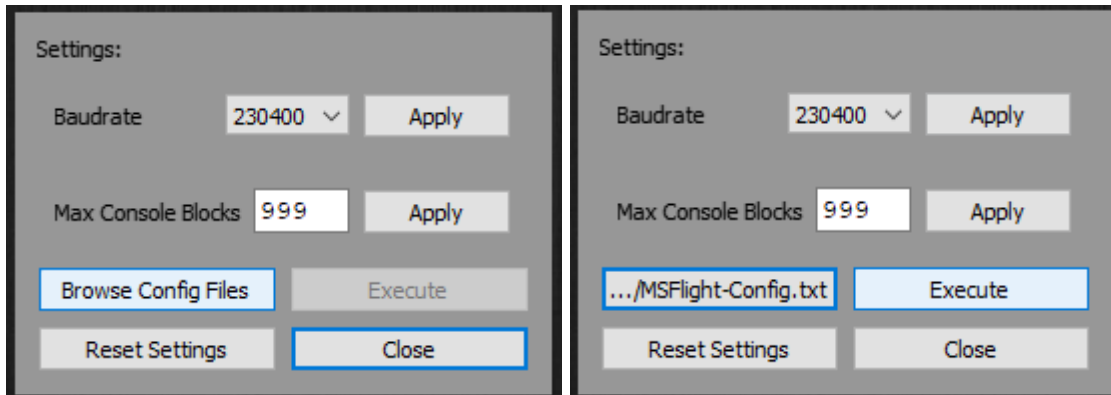 Settings:
Baudrate 230400 Apply
Max Console Blocks 999 Apply
Browse Config Files Execute
Reset Settings Close
Settings:
Baudrate 230400 Apply
Max Console Blocks 999 Apply
.../MSFlight-Config.txt Execute
Reset Settings Close